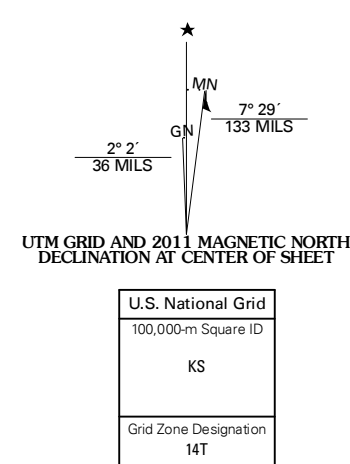 MN
GN
7° 29´
133 MILS
2° 2´
36 MILS
UTM GRID AND 2011 MAGNETIC NORTH
DECLINATION AT CENTER OF SHEET
U.S. National Grid
100,000-m Square ID
KS
Grid Zone Designation
14T